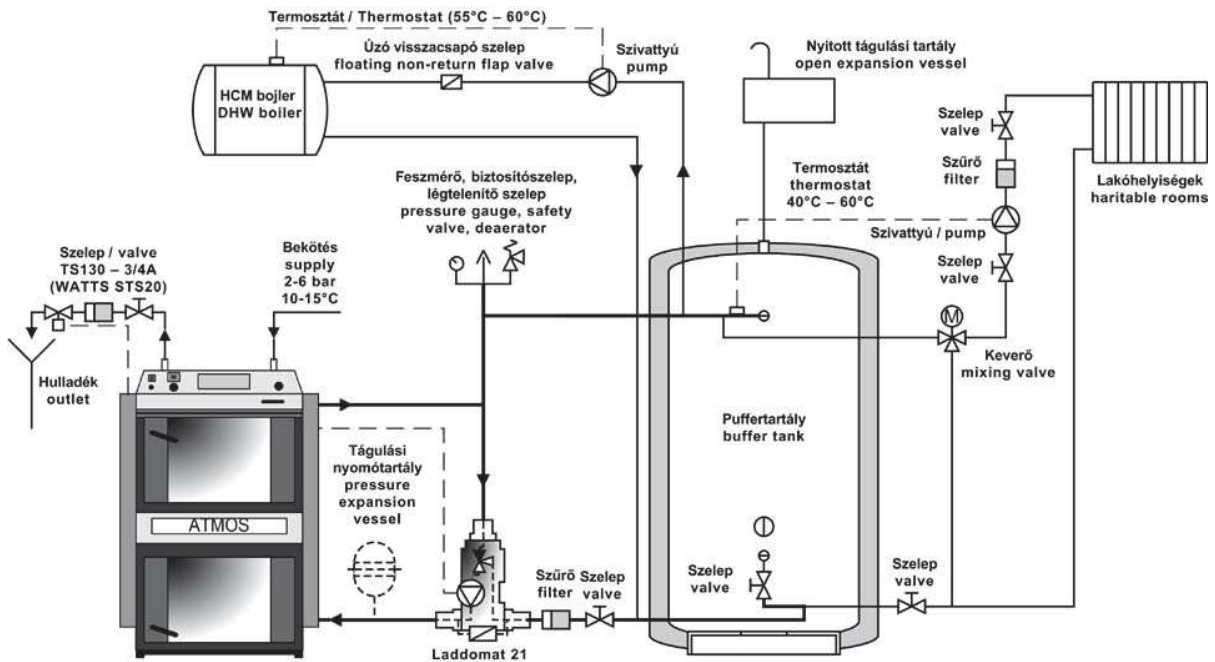 Termosztát / Thermostat (55°C – 60°C)
Úzó visszacsapó szelep
floating non-return flap valve
Szivattyú
pump
Nyitott tágulási tartály
open expansion vessel
HCM bojler
DHW boiler
Szelep
valve
Szűrő
filter
Lakóhelyiségek
haritable rooms
Feszmérő, biztosítószelep,
légtelenítő szelep
pressure gauge, safety
valve, deaerator
Termosztát
thermostat
40°C – 60°C
Szivattyú / pump
Szelep
valve
Szelep / valve
TS130 – 3/4A
(WATTS STS20)
Bekötés
supply
2-6 bar
10-15°C
M
Keverő
mixing valve
Hulladék
outlet
Puffertartály
buffer tank
Tágulási
nyomótartály
pressure
expansion
vessel
ATMOS
Szűrő
filter
Szelep
valve
Szelep
valve
Szelep
valve
Laddomat 21